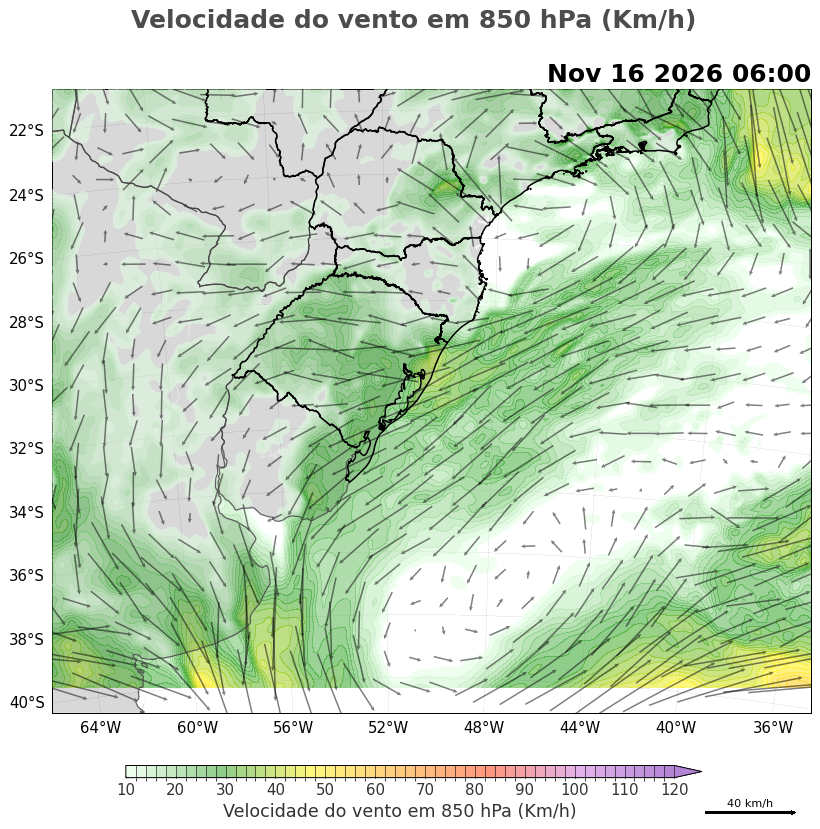 Velocidade do vento em 850 hPa (Km/h)
Nov 16 2026 06:00
22°S
24°S
26°S
28°S
30°S
32°S
34°S
36°S
38°S
40°S
64°W 60°W 56°W 52°W 48°W 44°W 40°W 36°W
10 20 30 40 50 60 70 80 90 100 110 120
Velocidade do vento em 850 hPa (Km/h)
40 km/h